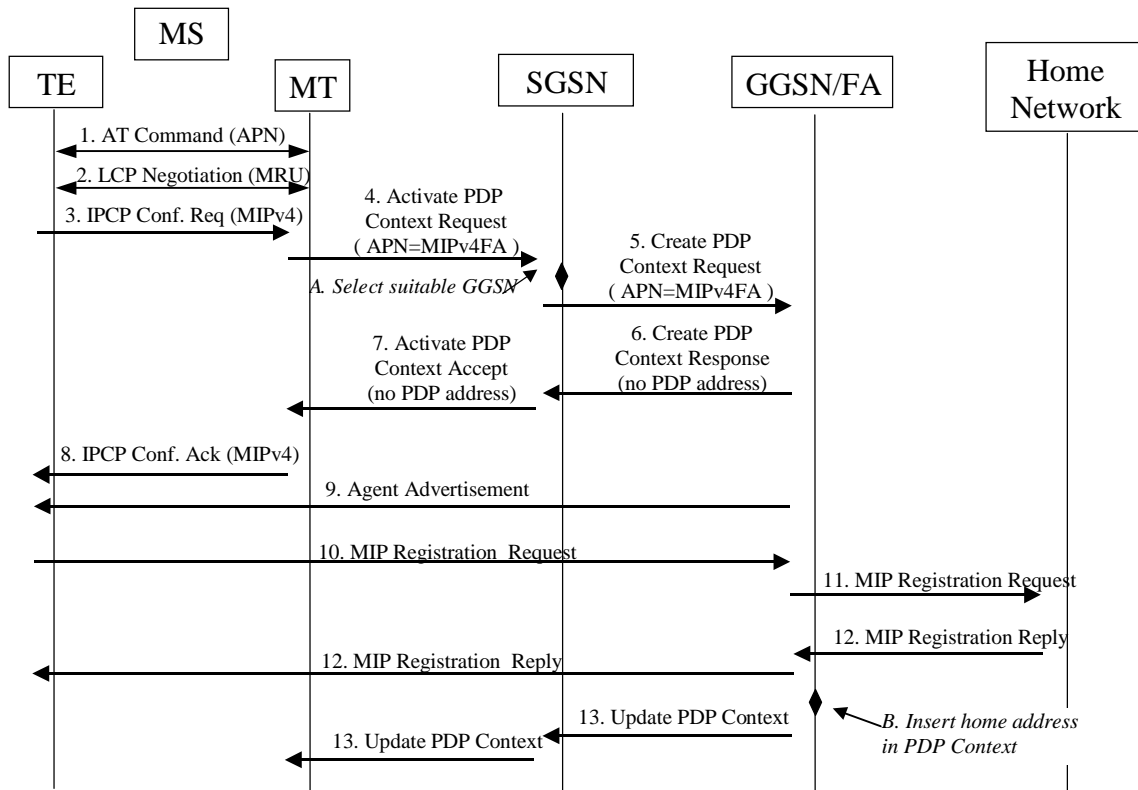 MS
TE
MT
SGSN
GGSN/FA
Home
Network
1. AT Command (APN)
2. LCP Negotiation (MRU)
3. IPCP Conf. Req (MIPv4)
4. Activate PDP
Context Request
( APN=MIPv4FA )
A. Select suitable GGSN
5. Create PDP
Context Request
( APN=MIPv4FA )
6. Create PDP
Context Response
(no PDP address)
7. Activate PDP
Context Accept
(no PDP address)
8. IPCP Conf. Ack (MIPv4)
9. Agent Advertisement
10. MIP Registration Request
11. MIP Registration Request
12. MIP Registration Reply
12. MIP Registration Reply
B. Insert home address
in PDP Context
13. Update PDP Context
13. Update PDP Context